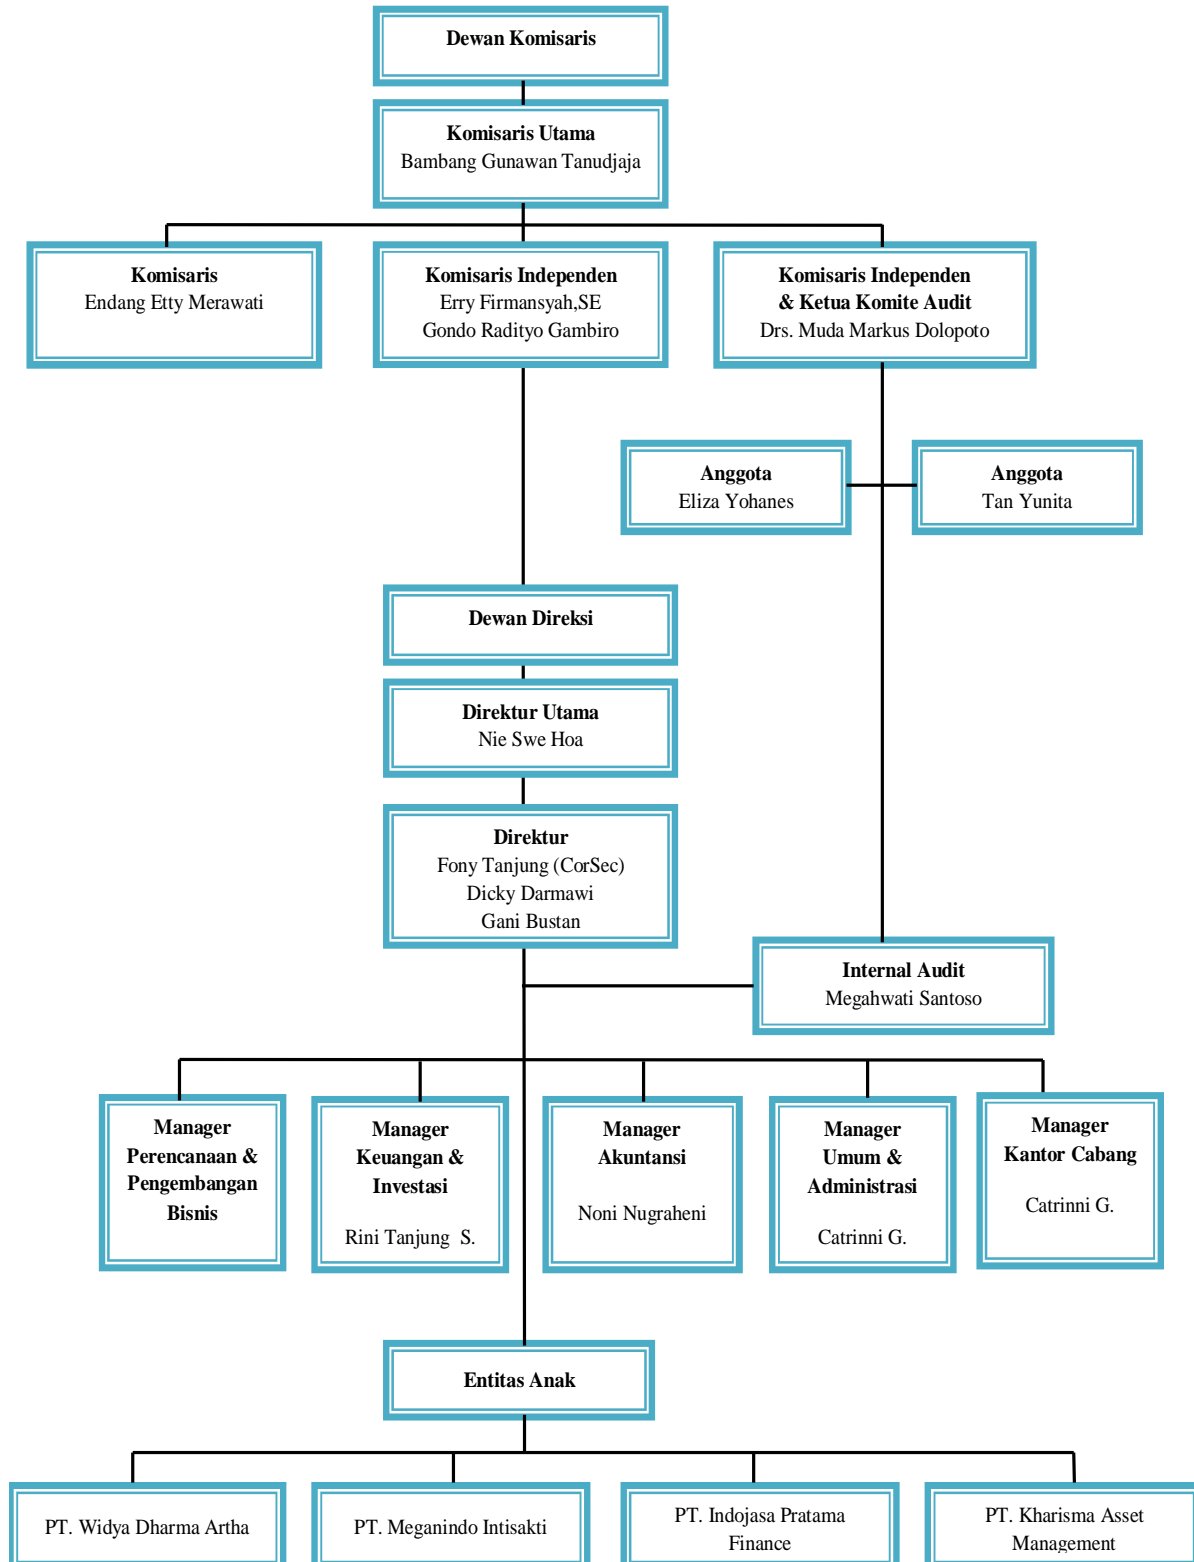 Dewan Komisaris
Komisaris Utama
Bambang Gunawan Tanudjaja
Komisaris
Endang Etty Merawati
Komisaris Independen
Erry Firmansyah,SE
Gondo Radityo Gambiro
Komisaris Independen
& Ketua Komite Audit
Drs. Muda Markus Dolopoto
Anggota
Eliza Yohanes
Anggota
Tan Yunita
Dewan Direksi
Direktur Utama
Nie Swe Hoa
Direktur
Fony Tanjung (CorSec)
Dicky Darmawi
Gani Bustan
Internal Audit
Megahwati Santoso
Manager
Perencanaan &
Pengembangan
Bisnis
Manager
Keuangan &
Investasi
Rini Tanjung  S.
Manager
Akuntansi
Noni Nugraheni
Manager
Umum &
Administrasi
Catrinni G.
Manager
Kantor Cabang
Catrinni G.
Entitas Anak
PT. Widya Dharma Artha
PT. Meganindo Intisakti
PT. Indojasa Pratama
Finance
PT. Kharisma Asset
Management